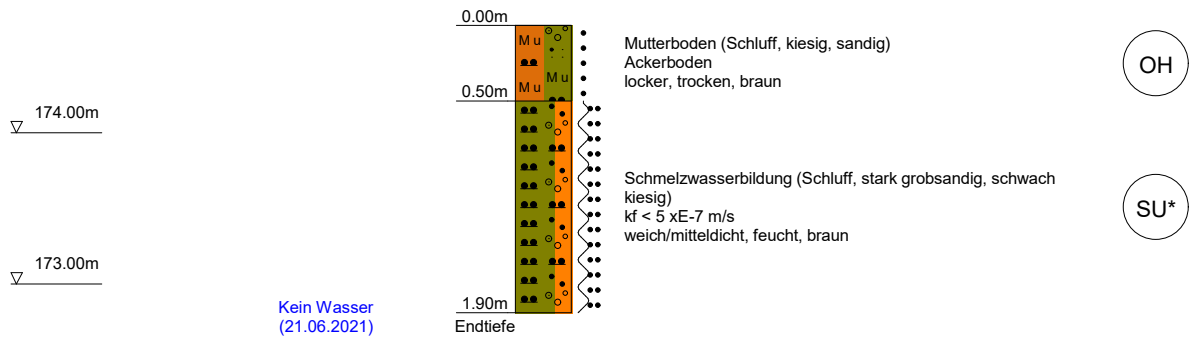 0.00m
Mu
Mu
Mu
Mutterboden (Schluff, kiesig, sandig)
Ackerboden
locker, trocken, braun
OH
0.50m
174.00m
Schmelzwasserbildung (Schluff, stark grobsandig, schwach
kiesig)
kf < 5 xE-7 m/s
weich/mitteldicht, feucht, braun
SU*
173.00m
Kein Wasser
(21.06.2021)
1.90m
Endtiefe